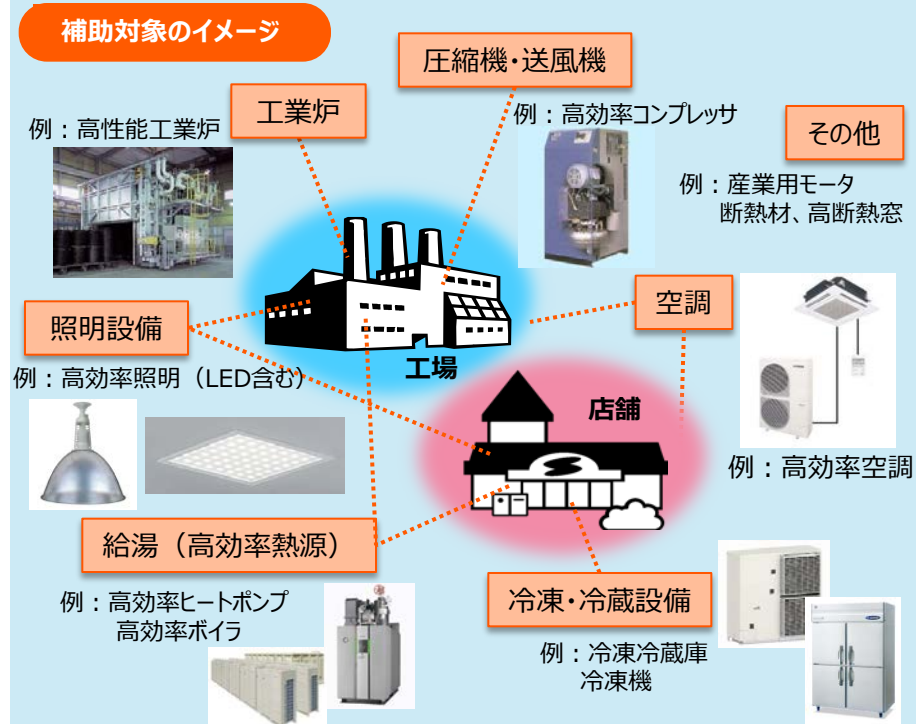 補助対象のイメージ
圧縮機・送風機
例：高効率コンプレッサ
工業炉
例：高性能工業炉
その他
例：産業用モータ
断熱材、高断熱窓
照明設備
例：高効率照明（LED含む）
工場
空調
例：高効率空調
店舗
給湯（高効率熱源）
例：高効率ヒートポンプ
高効率ボイラ
冷凍・冷蔵設備
例：冷凍冷蔵庫
冷凍機